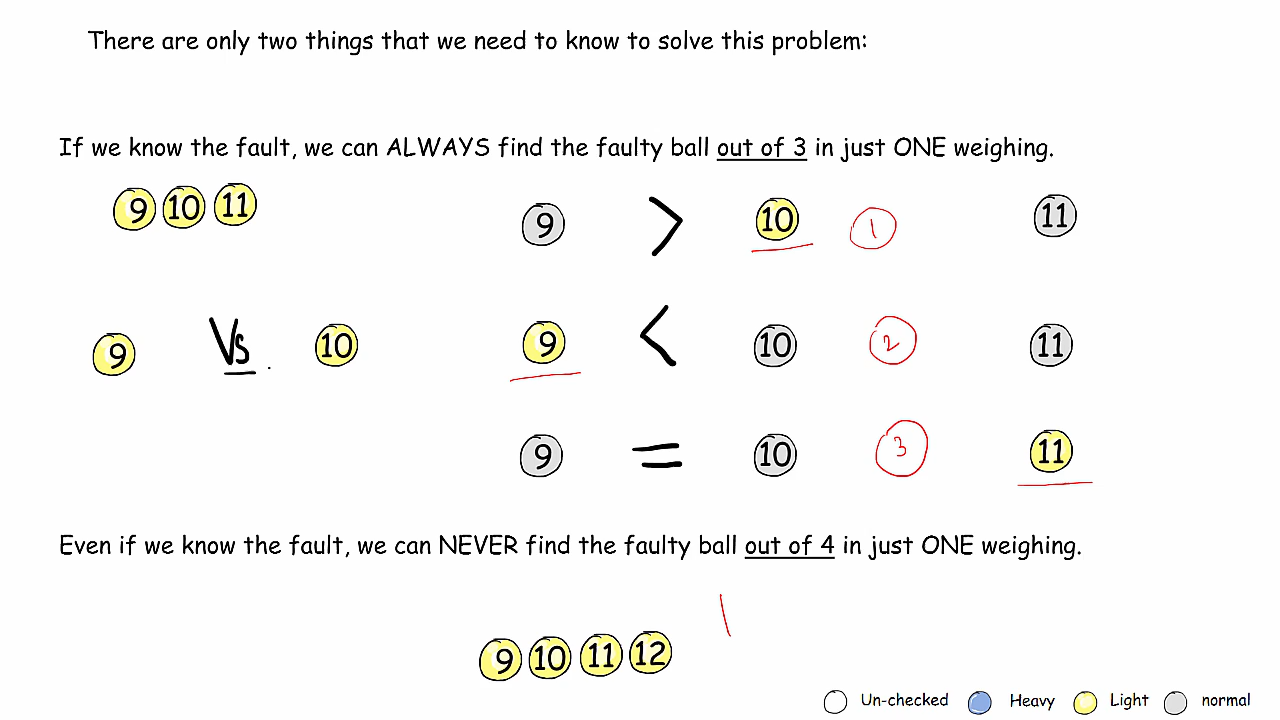 There are only two things that we need to know to solve this problem:
If we know the fault, we can ALWAYS find the faulty ball out of 3 in just ONE weighing.
9 10 11
9 > 10 1 11
9 Vs 10
9 < 10 2 11
9 = 10 3 11
Even if we know the fault, we can NEVER find the faulty ball out of 4 in just ONE weighing.
9 10 11 12
Un-checked Heavy Light normal